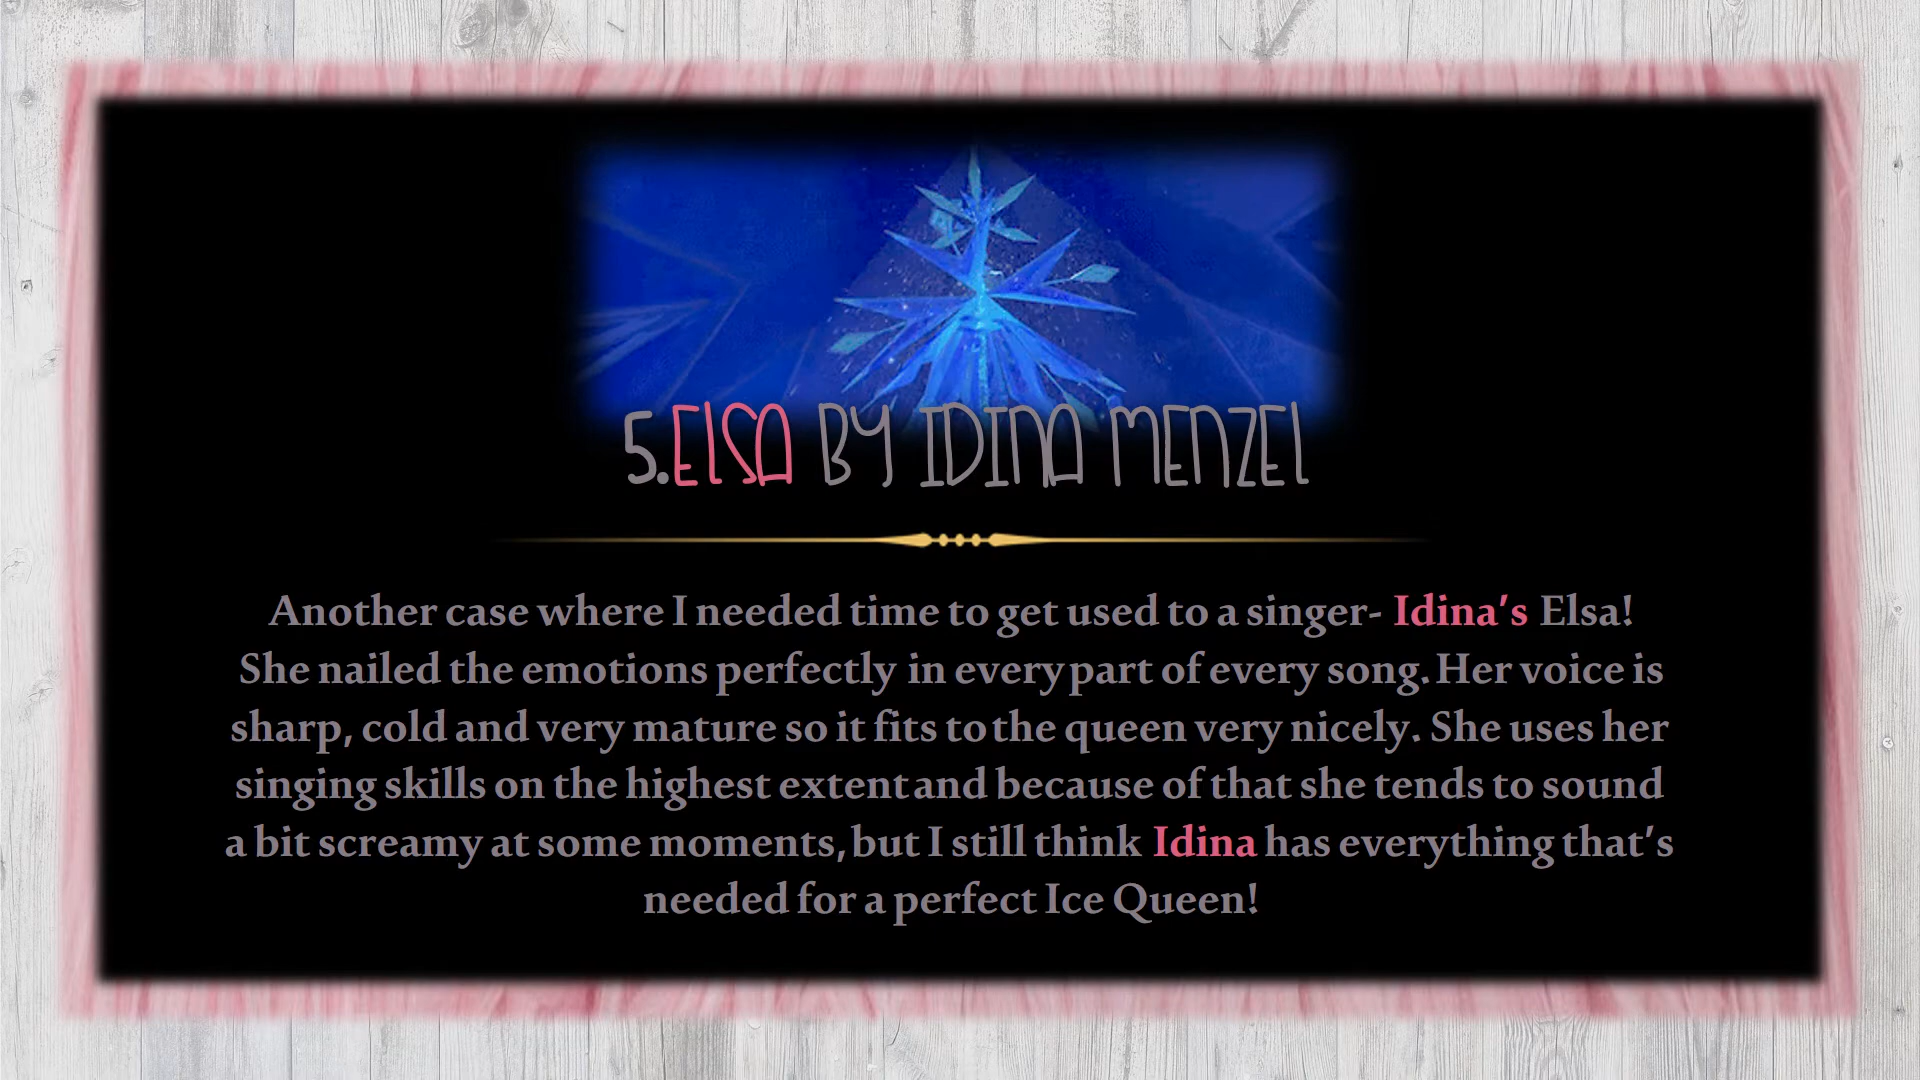 5.ELSA BY IDINA MENZEL
Another case where I needed time to get used to a singer- Idina's Elsa!
She nailed the emotions perfectly in every part of every song. Her voice is
sharp, cold and very mature so it fits to the queen very nicely. She uses her
singing skills on the highest extent and because of that she tends to sound
a bit screamy at some moments, but I still think Idina has everything that's
needed for a perfect Ice Queen!